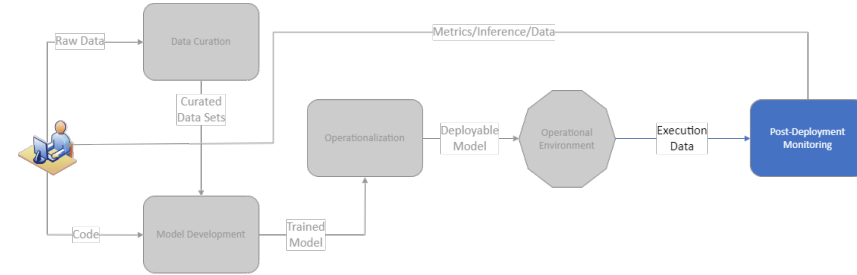 Metrics/Inference/Data
Raw Data
Data Curation
Curated
Data Sets
Operationalization
Deployable
Model
Operational
Environment
Execution
Data
Post-Deployment
Monitoring
Code
Model Development
Trained
Model